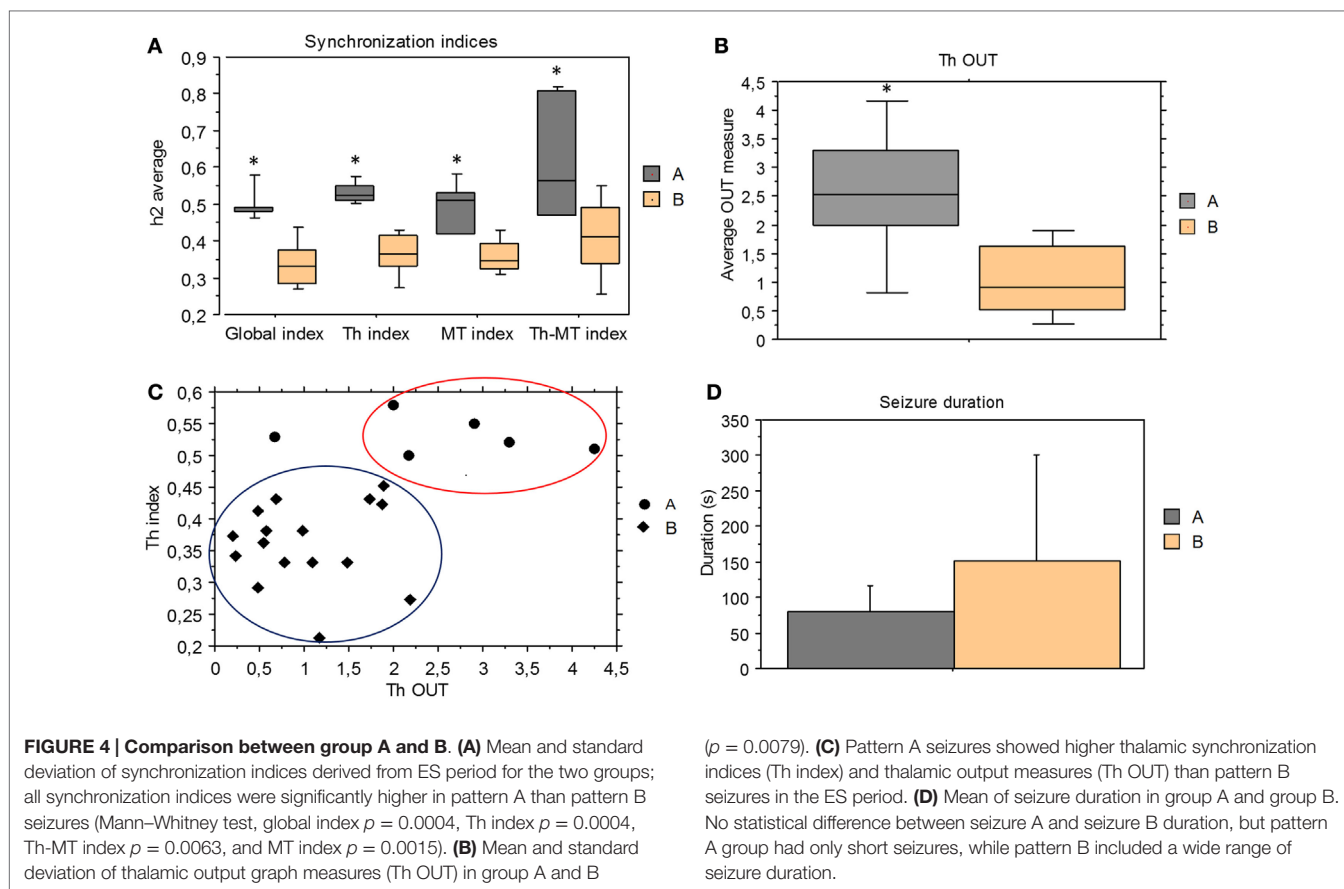 A
Synchronization indices
0,9
0,8
0,7
0,6
0,5
0,4
0,3
0,2
h2 average
*
*
*
*
Global index Th index MT index Th-MT index
A
B
B
Th OUT
4,5
4
3,5
3
2,5
2
1,5
1
0,5
0
Average OUT measure
*
A
B
C
0,6
0,55
0,5
0,45
0,4
0,35
0,3
0,25
0,2
Th index
0 0,5 1 1,5 2 2,5 3 3,5 4 4,5
Th OUT
A
B
D
Seizure duration
350
300
250
200
150
100
50
0
Duration (s)
A
B
FIGURE 4 | Comparison between group A and B. (A) Mean and standard
deviation of synchronization indices derived from ES period for the two groups;
all synchronization indices were significantly higher in pattern A than pattern B
seizures (Mann–Whitney test, global index p = 0.0004, Th index p = 0.0004,
Th-MT index p = 0.0063, and MT index p = 0.0015). (B) Mean and standard
deviation of thalamic output graph measures (Th OUT) in group A and B
(p = 0.0079). (C) Pattern A seizures showed higher thalamic synchronization
indices (Th index) and thalamic output measures (Th OUT) than pattern B
seizures in the ES period. (D) Mean of seizure duration in group A and group B.
No statistical difference between seizure A and seizure B duration, but pattern
A group had only short seizures, while pattern B included a wide range of
seizure duration.